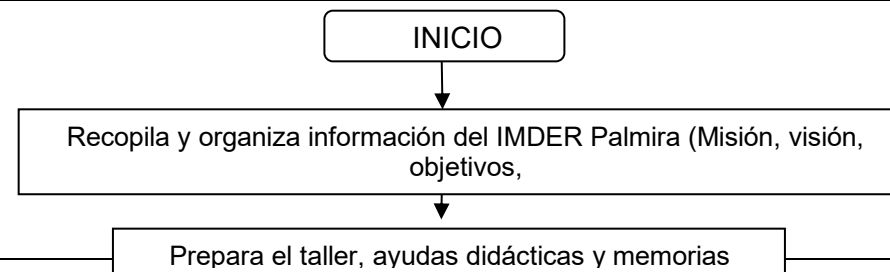 INICIO
Recopila y organiza información del IMDER Palmira (Misión, visión,
objetivos,
Prepara el taller, ayudas didácticas y memorias